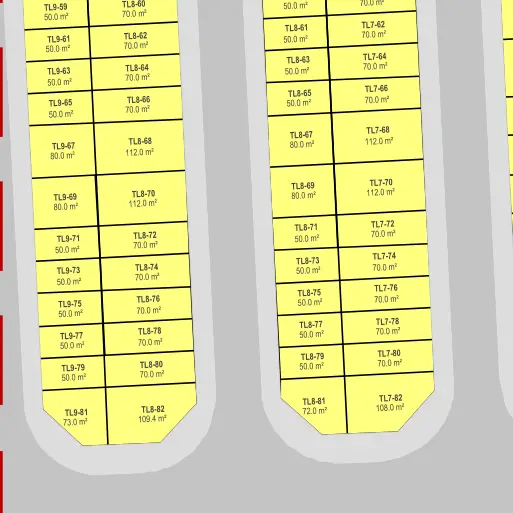 TL9-59
50.0 m²
TL8-60
70.0 m²
TL9-61
50.0 m²
TL8-62
70.0 m²
TL9-63
50.0 m²
TL8-64
70.0 m²
TL9-65
50.0 m²
TL8-66
70.0 m²
TL9-67
80.0 m²
TL8-68
112.0 m²
TL9-69
80.0 m²
TL8-70
112.0 m²
TL9-71
50.0 m²
TL8-72
70.0 m²
TL9-73
50.0 m²
TL8-74
70.0 m²
TL9-75
50.0 m²
TL8-76
70.0 m²
TL9-77
50.0 m²
TL8-78
70.0 m²
TL9-79
50.0 m²
TL8-80
70.0 m²
TL9-81
73.0 m²
TL8-82
109.4 m²
50.0 m²
70.0 m²
TL8-61
50.0 m²
TL7-62
70.0 m²
TL8-63
50.0 m²
TL7-64
70.0 m²
TL8-65
50.0 m²
TL7-66
70.0 m²
TL8-67
80.0 m²
TL7-68
112.0 m²
TL8-69
80.0 m²
TL7-70
112.0 m²
TL8-71
50.0 m²
TL7-72
70.0 m²
TL8-73
50.0 m²
TL7-74
70.0 m²
TL8-75
50.0 m²
TL7-76
70.0 m²
TL8-77
50.0 m²
TL7-78
70.0 m²
TL8-79
50.0 m²
TL7-80
70.0 m²
TL8-81
72.0 m²
TL7-82
108.0 m²